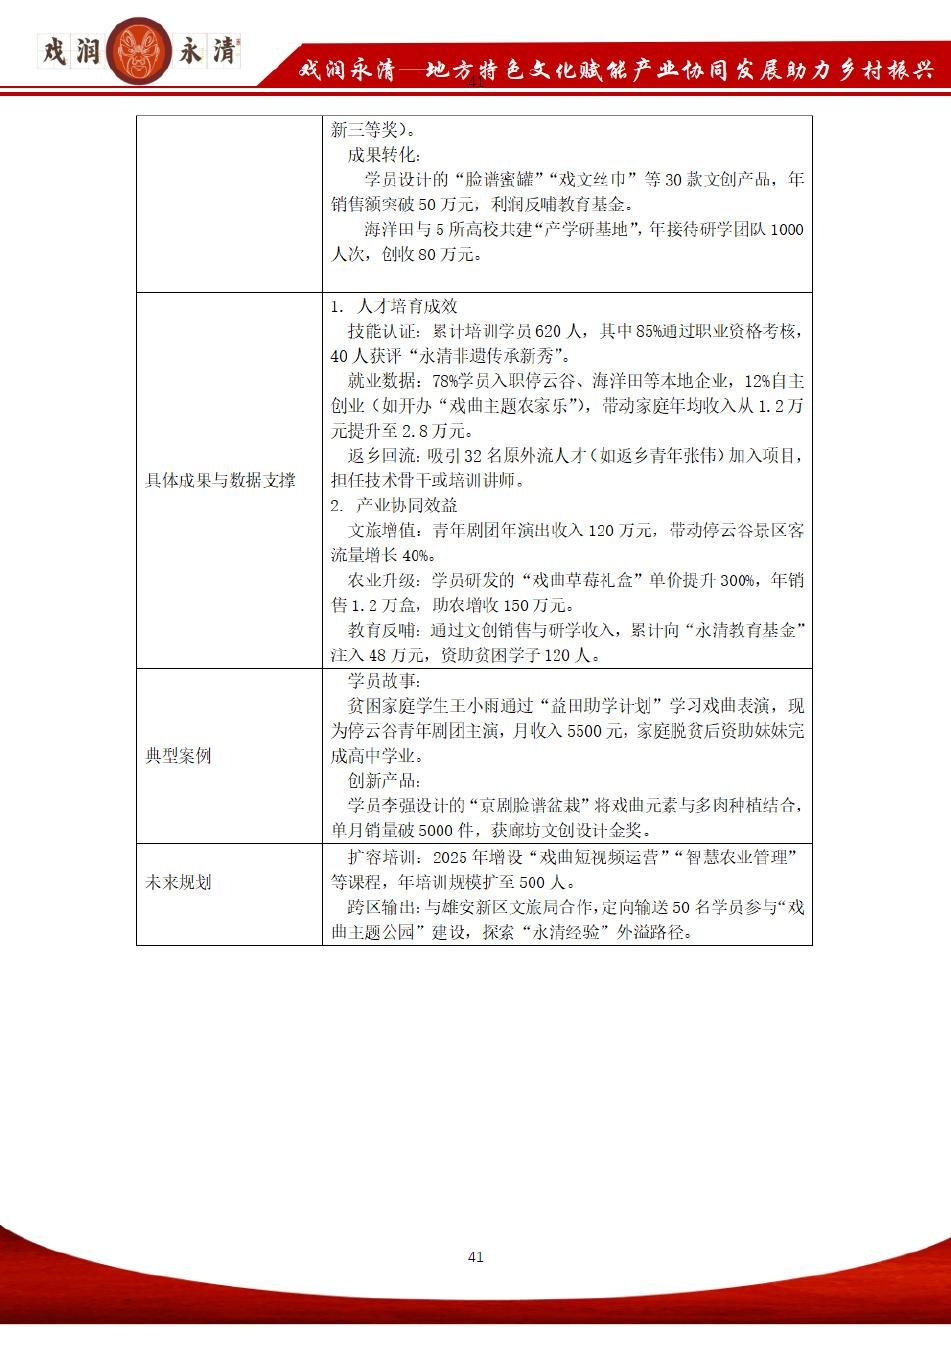 戏润永清
戏润永清—地方特色文化赋能产业协同发展助力乡村振兴
41
新三等奖)。
成果转化:
学员设计的“脸谱蜜罐”“戏文丝巾”等30款文创产品，年
销售额突破50万元，利润反哺教育基金。
海洋田与5所高校共建“产学研基地”，年接待研学团队1000
人次，创收80万元。
具体成果与数据支撑
1. 人才培育成效
技能认证: 累计培训学员620人，其中85%通过职业资格考核，
40人获评“永清非遗传承新秀”。
就业数据: 78%学员入职停云谷、海洋田等本地企业，12%自主
创业（如开办“戏曲主题农家乐”），带动家庭年均收入从1.2万
元提升至2.8万元。
返乡回流: 吸引32名原外流人才（如返乡青年张伟）加入项目，
担任技术骨干或培训讲师。
2. 产业协同效益
文旅增值: 青年剧团年演出收入120万元，带动停云谷景区客
流量增长40%。
农业升级: 学员研发的“戏曲草莓礼盒”单价提升300%，年销
售1.2万盒，助农增收150万元。
教育反哺: 通过文创销售与研学收入，累计向“永清教育基金”
注入48万元，资助贫困学子120人。
典型案例
学员故事:
贫困家庭学生王小雨通过“益田助学计划”学习戏曲表演，现
为停云谷青年剧团主演，月收入5500元，家庭脱贫后资助妹妹完
成高中学业。
创新产品:
学员李强设计的“京剧脸谱盆栽”将戏曲元素与多肉种植结合，
单月销量破5000件，获廊坊文创设计金奖。
未来规划
扩容培训: 2025年增设“戏曲短视频运营”“智慧农业管理”
等课程，年培训规模扩至500人。
跨区输出: 与雄安新区文旅局合作，定向输送50名学员参与“戏
曲主题公园”建设，探索“永清经验”外溢路径。
41